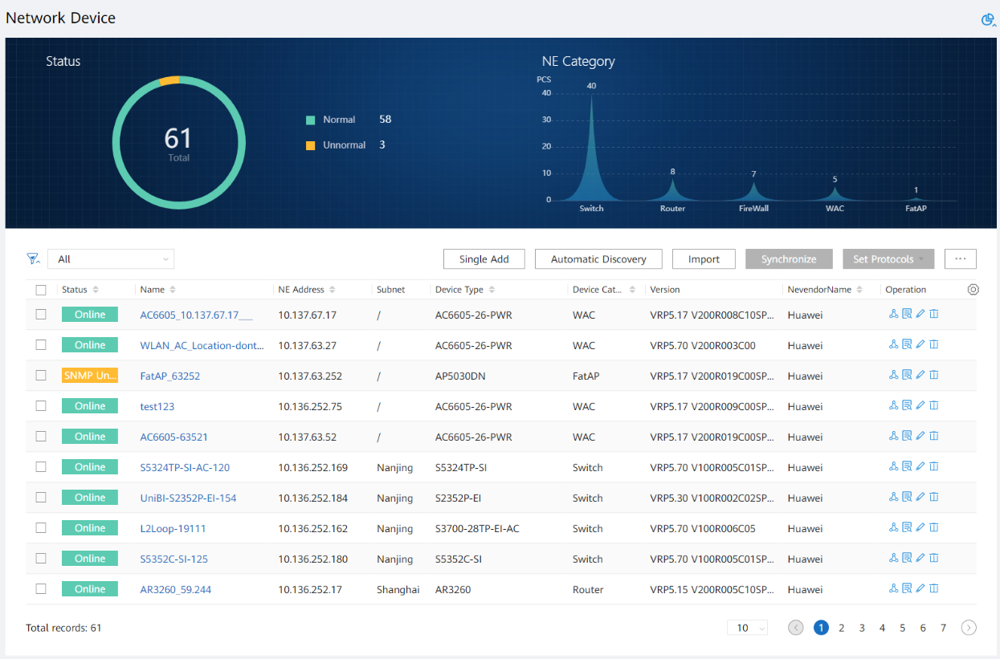 Network Device
Status
61
Total
Normal 58
Unnormal 3
NE Category
PCS
40
30
20
10
0
40
8
7
5
1
Switch Router FireWall WAC FatAP
All Single Add Automatic Discovery Import Synchronize Set Protocols ...
Status Name NE Address Subnet Device Type Device Cat... Version NevendorName Operation
Online AC6605_10.137.67.17___ 10.137.67.17 / AC6605-26-PWR WAC VRP5.17 V200R008C10SP... Huawei
Online WLAN_AC_Location-dont... 10.137.63.27 / AC6605-26-PWR WAC VRP5.70 V200R003C00 Huawei
SNMP Un... FatAP_63252 10.137.63.252 / AP5030DN FatAP VRP5.17 V200R019C00SP... Huawei
Online test123 10.136.252.75 / AC6605-26-PWR WAC VRP5.17 V200R009C00SP... Huawei
Online AC6605-63521 10.137.63.52 / AC6605-26-PWR WAC VRP5.17 V200R019C00SP... Huawei
Online S5324TP-SI-AC-120 10.136.252.169 Nanjing S5324TP-SI Switch VRP5.70 V100R005C01SP... Huawei
Online UniBI-S2352P-EI-154 10.136.252.184 Nanjing S2352P-EI Switch VRP5.30 V100R002C02SP... Huawei
Online L2Loop-19111 10.136.252.162 Nanjing S3700-28TP-EI-AC Switch VRP5.70 V100R006C05 Huawei
Online S5352C-SI-125 10.136.252.180 Nanjing S5352C-SI Switch VRP5.70 V100R005C01SP... Huawei
Online AR3260_59.244 10.136.252.17 Shanghai AR3260 Router VRP5.15 V200R005C10SP... Huawei
Total records: 61 10 1 2 3 4 5 6 7